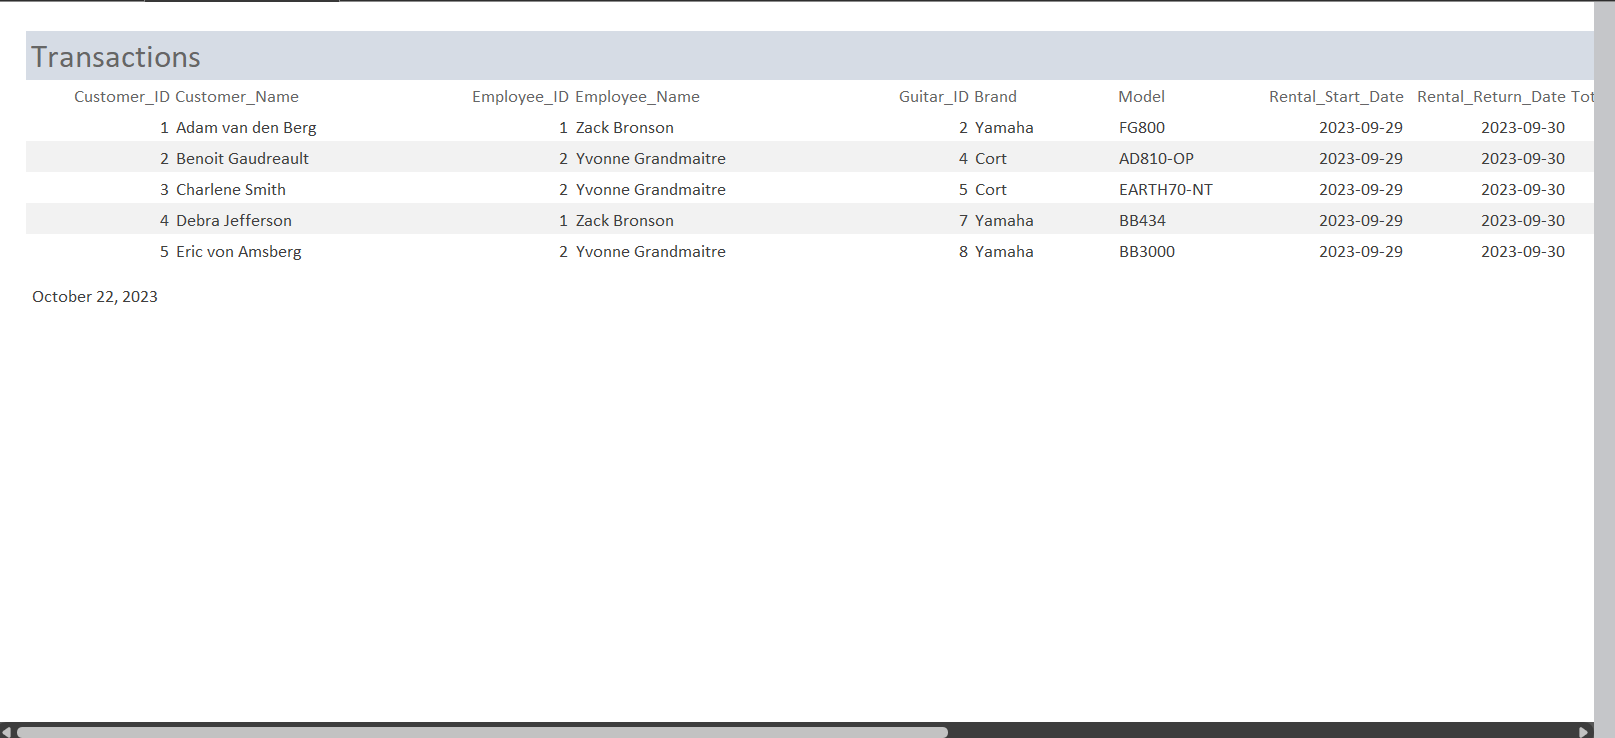 Transactions
Customer_ID Customer_Name Employee_ID Employee_Name Guitar_ID Brand Model Rental_Start_Date Rental_Return_Date Tot
1 Adam van den Berg 1 Zack Bronson 2 Yamaha FG800 2023-09-29 2023-09-30
2 Benoit Gaudreault 2 Yvonne Grandmaitre 4 Cort AD810-OP 2023-09-29 2023-09-30
3 Charlene Smith 2 Yvonne Grandmaitre 5 Cort EARTH70-NT 2023-09-29 2023-09-30
4 Debra Jefferson 1 Zack Bronson 7 Yamaha BB434 2023-09-29 2023-09-30
5 Eric von Amsberg 2 Yvonne Grandmaitre 8 Yamaha BB3000 2023-09-29 2023-09-30
October 22, 2023